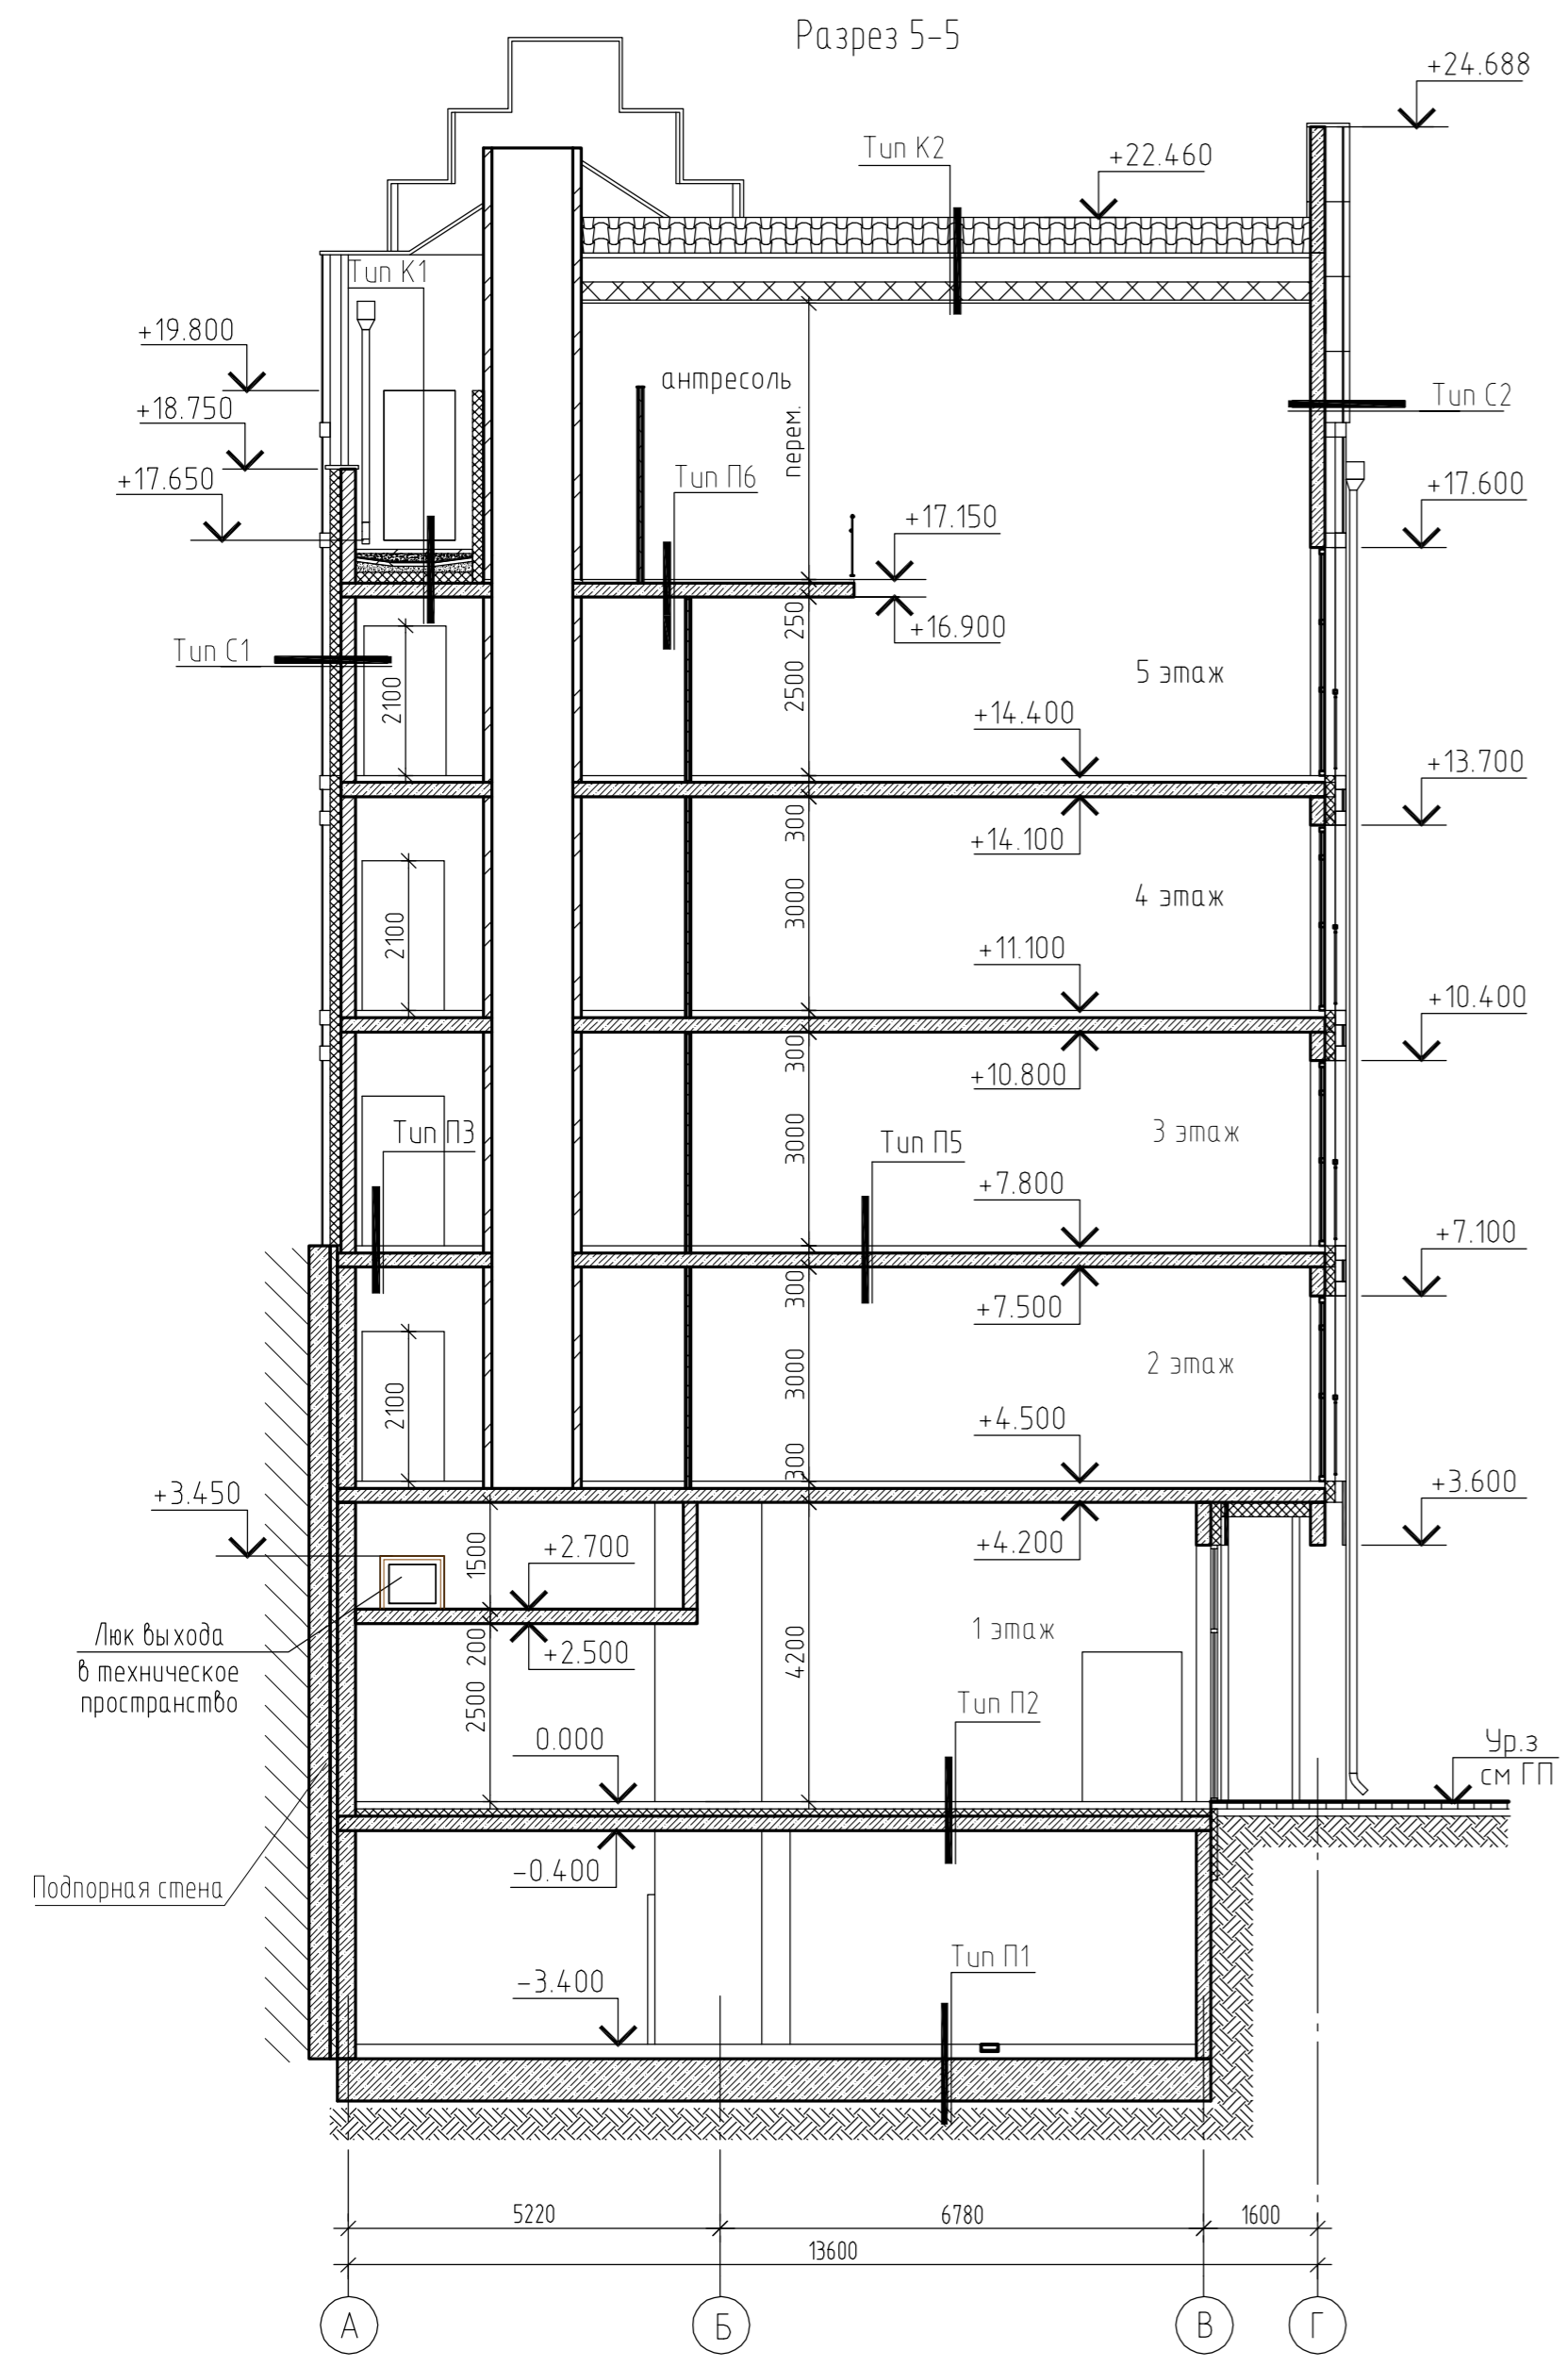 Разрез 5-5
+24.688
Тип К2
+22.460
Тип К1
+19.800
антресоль
Тип С2
+18.750
перем.
+17.650
Тип П6
+17.600
+17.150
250
+16.900
Тип С1
2100
2500
5 этаж
+14.400
+13.700
300
+14.100
2100
3000
4 этаж
+11.100
+10.400
300
+10.800
Тип П3
3000
Тип П5
3 этаж
+7.800
+7.100
300
+7.500
2100
3000
2 этаж
+4.500
300
+3.450
+3.600
1500
+2.700
+4.200
Люк выхода
в техническое
пространство
200
+2.500
4200
1 этаж
2500
Тип П2
0.000
Ур.з
см ГП
-0.400
Подпорная стена
-3.400
Тип П1
5220
6780
1600
13600
А
Б
В
Г